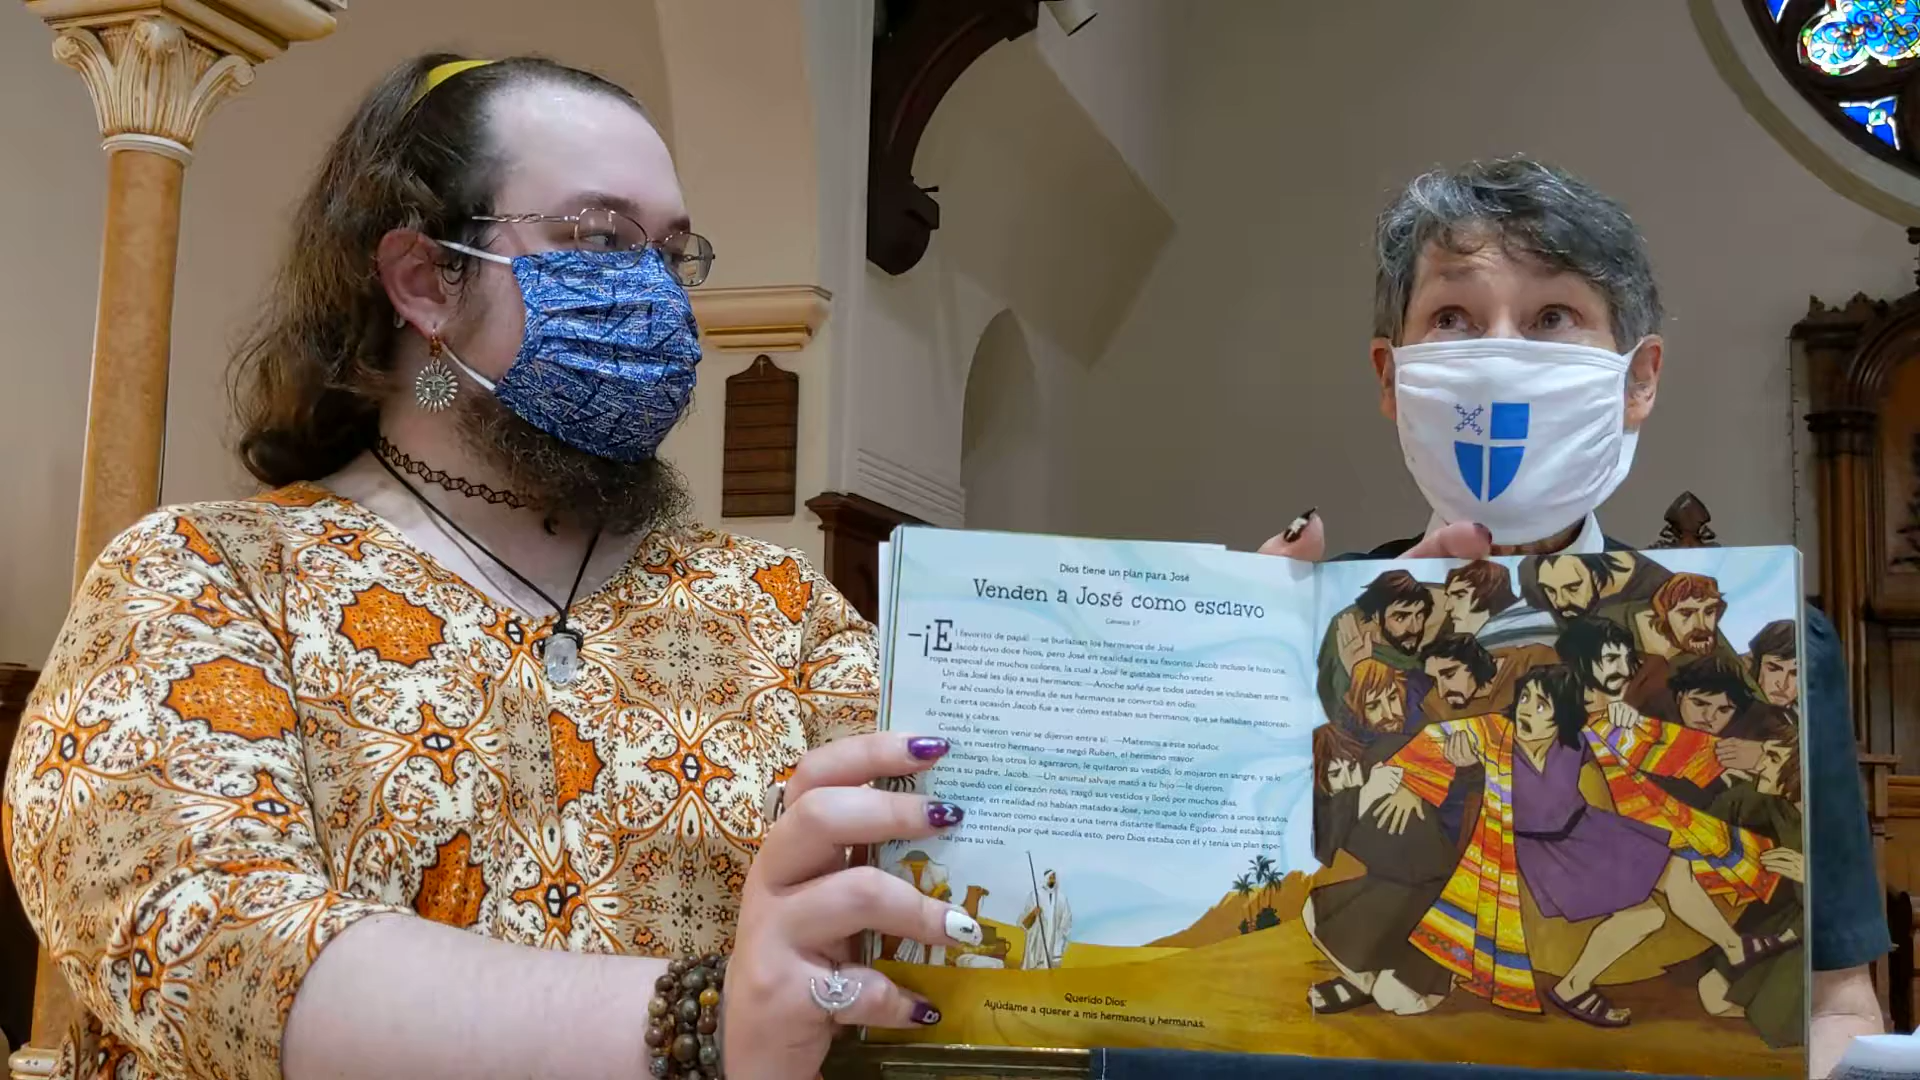 Dios tiene un plan para José
Venden a José como esclavo
Génesis 37
—¡El favorito de papá! —se burlaban los hermanos de José.
Jacob tuvo doce hijos, pero José en realidad era su favorito. Jacob incluso le hizo una
ropa especial de muchos colores, la cual a José le gustaba mucho vestir.
Un día José les dijo a sus hermanos: —Anoche soñé que todos ustedes se inclinaban ante mí.
Fue ahí cuando la envidia de sus hermanos se convirtió en odio.
En cierta ocasión Jacob fue a ver cómo estaban sus hermanos, que se hallaban pastorean-
do ovejas y cabras.
Cuando le vieron venir se dijeron entre sí: —Matemos a este soñador.
No, es nuestro hermano —se negó Rubén, el hermano mayor.
embargo, los otros lo agarraron, le quitaron su vestido, lo mojaron en sangre, y se lo
varon a su padre, Jacob. —Un animal salvaje mató a tu hijo —le dijeron.
Jacob quedó con el corazón roto, rasgó sus vestidos y lloró por muchos días.
No obstante, en realidad no habían matado a José, sino que lo vendieron a unos extraños
lo llevaron como esclavo a una tierra distante llamada Egipto. José estaba asus-
y no entendía por qué sucedía esto, pero Dios estaba con él y tenía un plan espe-
cial para su vida.
Querido Dios:
Ayúdame a querer a mis hermanos y hermanas.